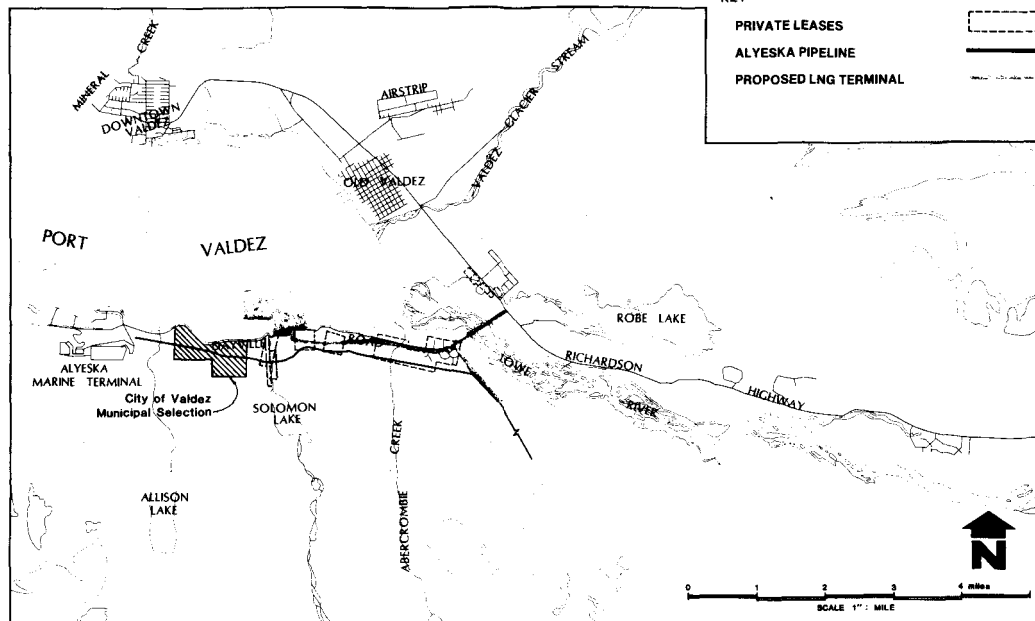 PRIVATE LEASES
ALYESKA PIPELINE
PROPOSED LNG TERMINAL
MINERAL CREEK
DOWNTOWN
VALDEZ
AIRSTRIP
VALDEZ GLACIER STREAM
OLD VALDEZ
PORT VALDEZ
ROBE LAKE
ROAD
LOWE RIVER
RICHARDSON HIGHWAY
ALYESKA
MARINE TERMINAL
City of Valdez
Municipal Selection
SOLOMON
LAKE
ABERCROMBIE CREEK
ALLISON
LAKE
N
0 1 2 3 4 miles
SCALE 1" : MILE